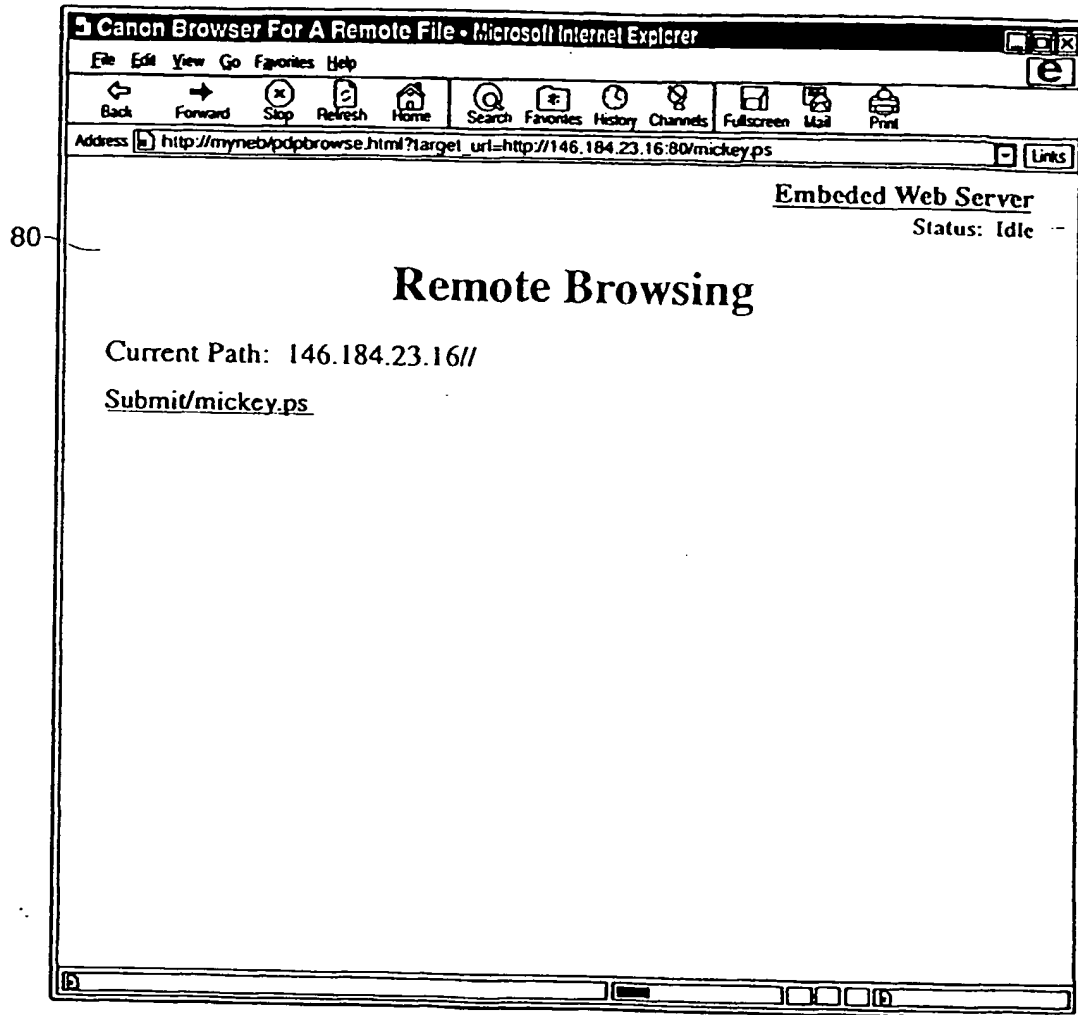 Canon Browser For A Remote File • Microsoft Internet Explorer
File Edit View Go Favorites Help
Back Forward Stop Refresh Home Search Favorites History Channels Fullscreen Mail Print
Address http://myneb/pdpbrowse.html?target_url=http://146.184.23.16:80/mickey.ps Links
Embeded Web Server
Status: Idle
80
Remote Browsing
Current Path: 146.184.23.16//
Submit/mickey.ps